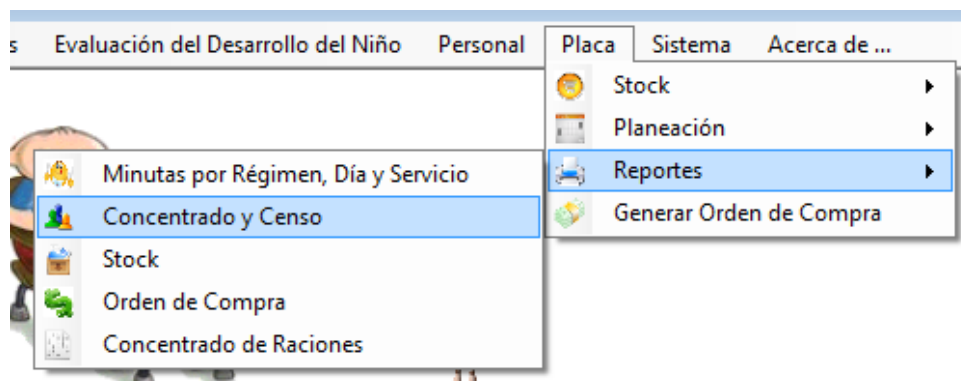 s Evaluación del Desarrollo del Niño Personal Placa Sistema Acerca de ...
Stock
Planeación
Reportes
Generar Orden de Compra
Minutas por Régimen, Día y Servicio
Concentrado y Censo
Stock
Orden de Compra
Concentrado de Raciones